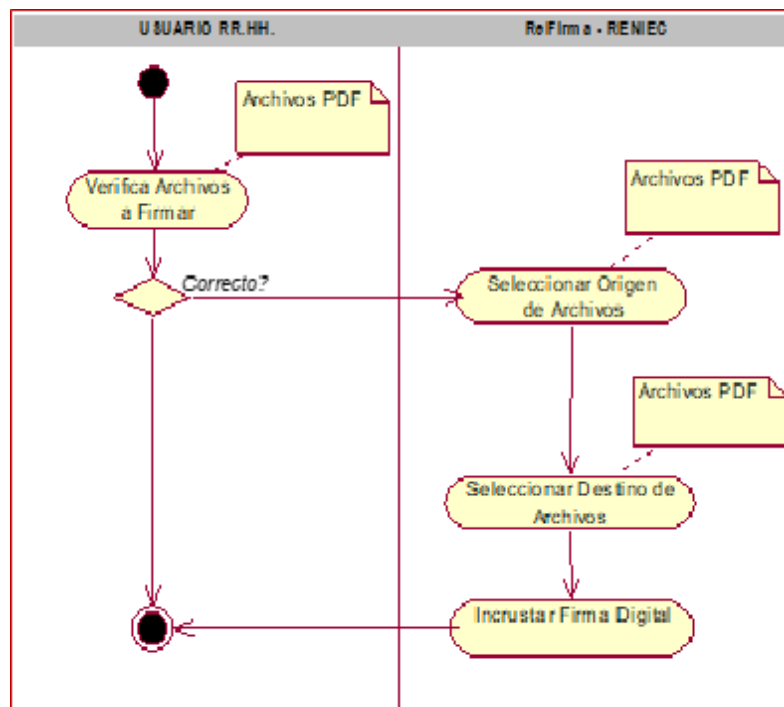 USUARIO RR.HH.
ReFirma - RENIEC
Archivos PDF
Verifica Archivos
a Firmar
Correcto?
Archivos PDF
Seleccionar Origen
de Archivos
Archivos PDF
Seleccionar Destino de
Archivos
Incrustar Firma Digital